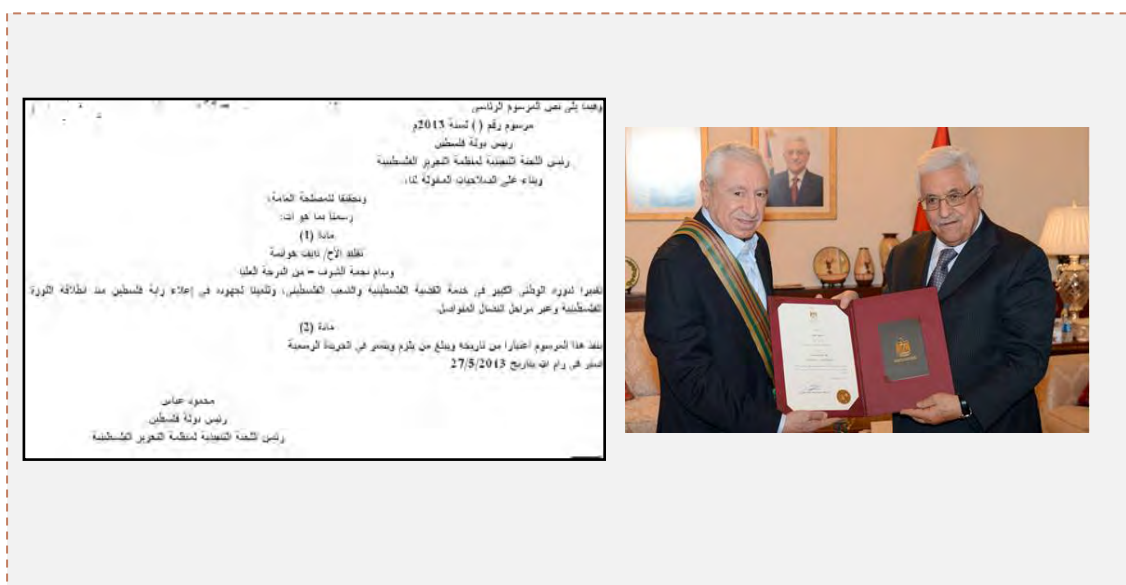 وفيما يلي نص المرسوم الرئاسي
مرسوم رقم ( ) لسنة 2013م
رئيس دولة فلسطين
رئيس اللجنة التنفيذية لمنظمة التحرير الفلسطينية
وبناء على الصلاحيات المخولة لنا،
وتحقيقا للمصلحة العامة،
رسمنا بما هو آت:
مادة (1)
تقليد الأخ/ نايف حواتمة
وسام نجمة الشرف – من الدرجة العليا
تقديرا لدوره الوطني الكبير في خدمة القضية الفلسطينية والشعب الفلسطيني، وتثمينا لجهوده في إعلاء راية فلسطين منذ انطلاقة الثورة
الفلسطينية وعبر مراحل النضال المتواصل.
مادة (2)
ينفذ هذا المرسوم اعتبارا من تاريخه ويبلغ من يلزم وينشر في الجريدة الرسمية
صدر في رام الله بتاريخ 27/5/2013
محمود عباس
رئيس دولة فلسطين
رئيس اللجنة التنفيذية لمنظمة التحرير الفلسطينية